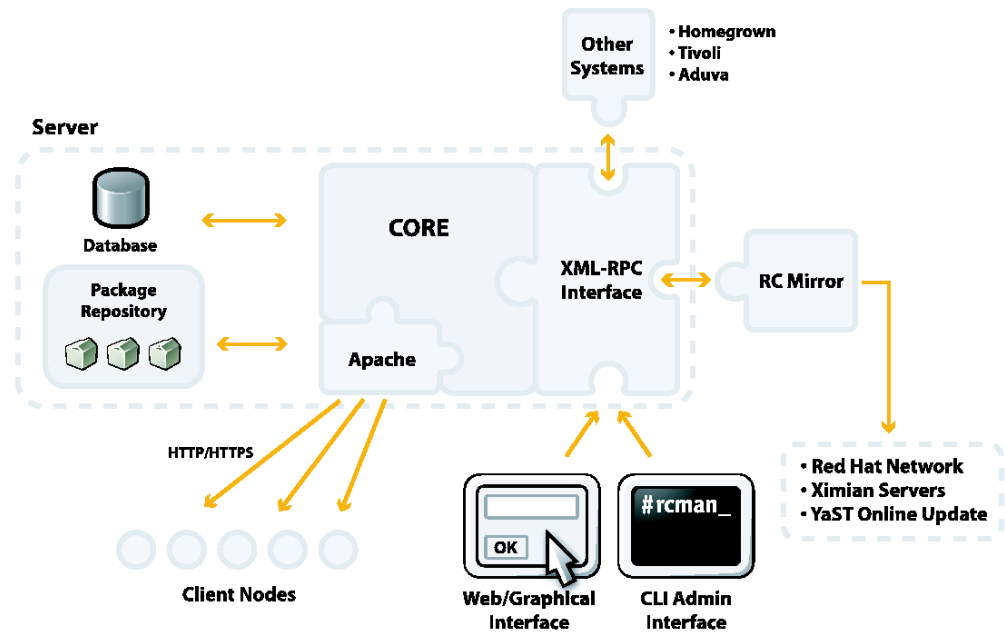 Other
Systems
• Homegrown
• Tivoli
• Aduva
Server
Database
CORE
XML-RPC
Interface
RC Mirror
Package
Repository
Apache
HTTP/HTTPS
Client Nodes
OK
#rcman_
Web/Graphical
Interface
CLI Admin
Interface
• Red Hat Network
• Ximian Servers
• YaST Online Update